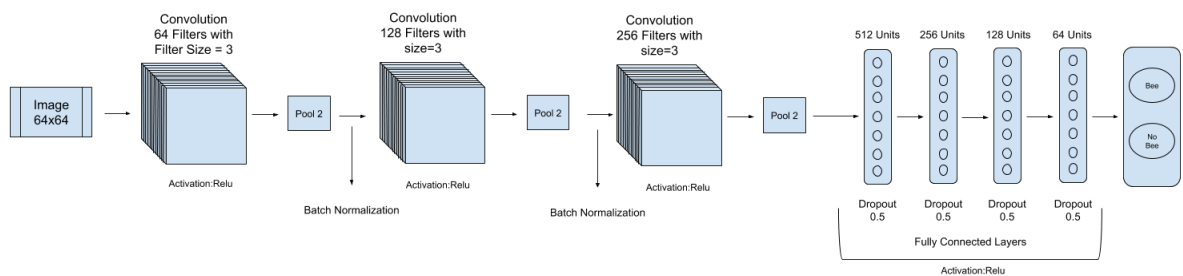 Image
64x64
Convolution
64 Filters with
Filter Size = 3
Activation:Relu
Pool 2
Batch Normalization
Convolution
128 Filters with
size=3
Activation:Relu
Pool 2
Batch Normalization
Convolution
256 Filters with
size=3
Activation:Relu
Pool 2
512 Units
256 Units
128 Units
64 Units
Dropout
0.5
Dropout
0.5
Dropout
0.5
Dropout
0.5
Fully Connected Layers
Activation:Relu
Bee
No
Bee